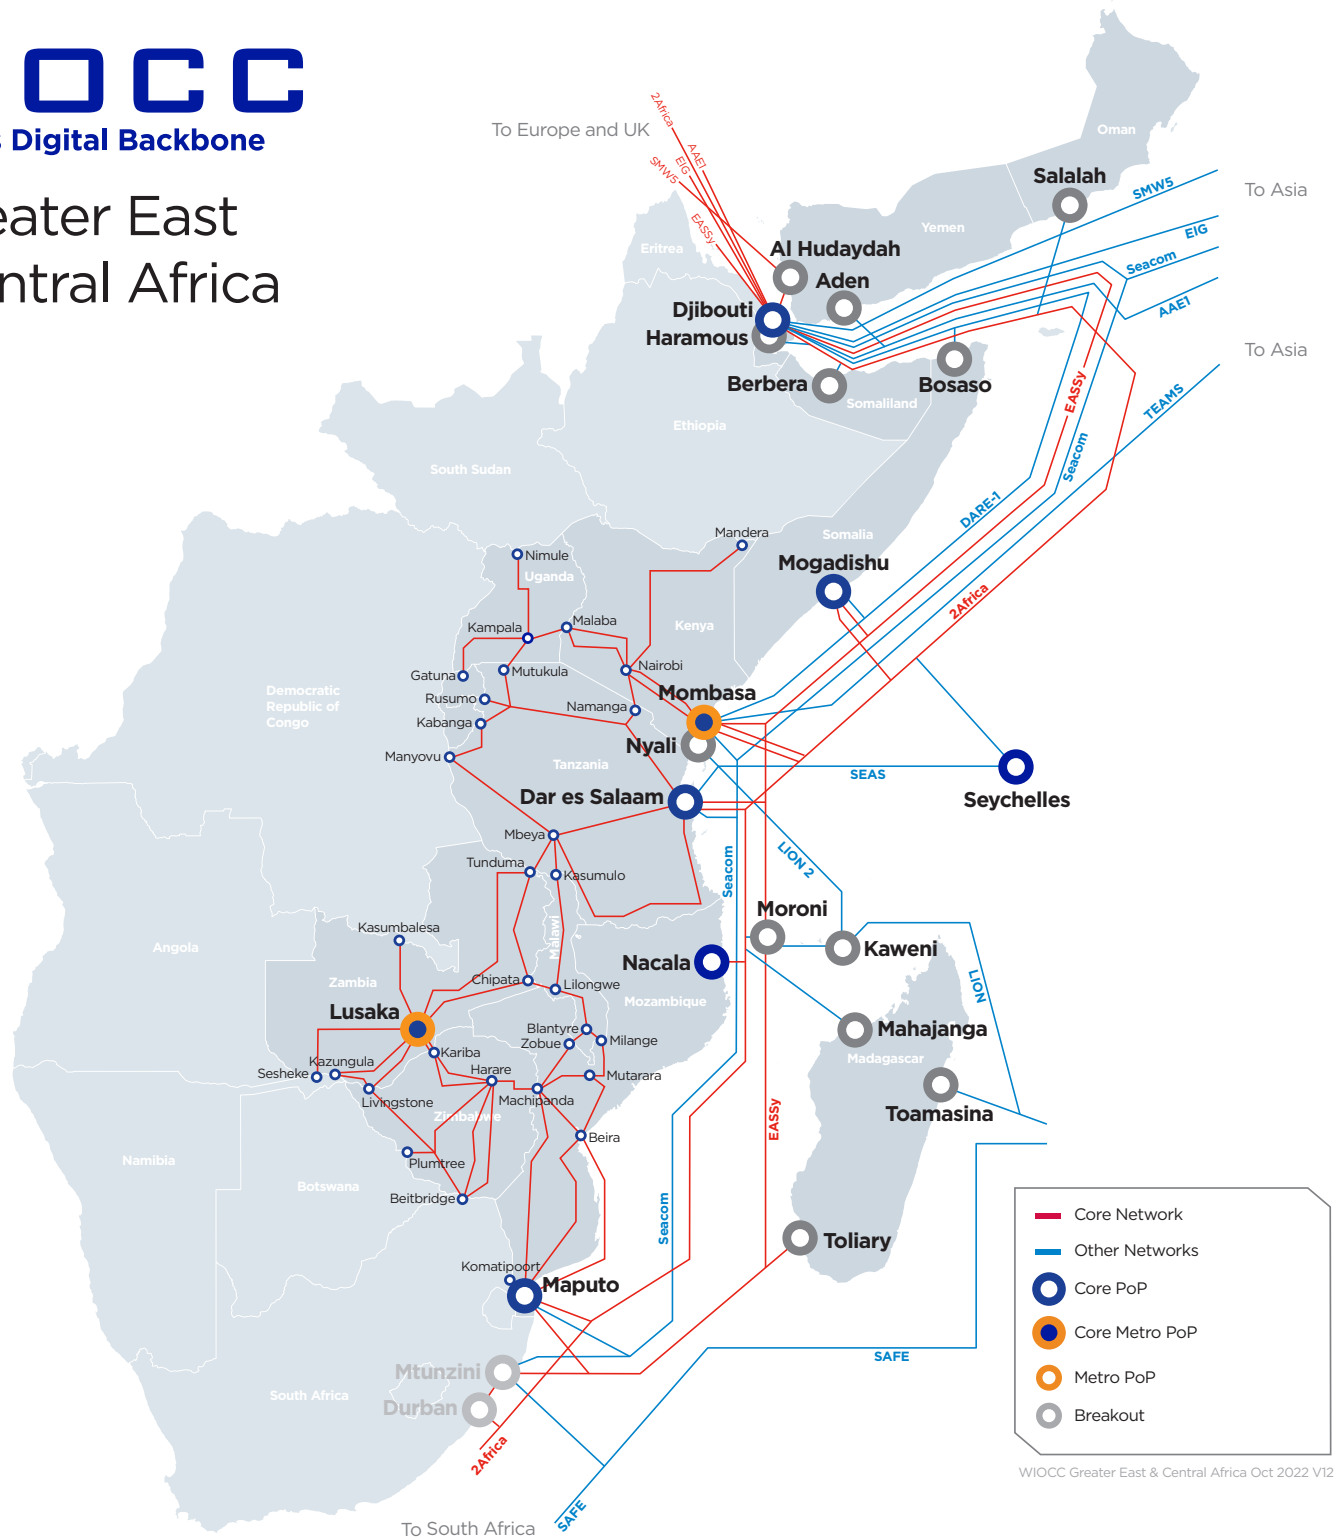 OCC
s Digital Backbone
eater East
ntral Africa
To Europe and UK
2Africa
AAE1
EIG
SMW5
EASSy
Oman
Salalah
SMW5
To Asia
Yemen
EIG
Eritrea
Al Hudaydah
Seacom
Aden
AAE1
Djibouti
Haramous
To Asia
Berbera
Bosaso
Somaliland
EASSy
TEAMS
Ethiopia
Seacom
South Sudan
DARE-1
Mandera
Somalia
Nimule
Mogadishu
Uganda
2Africa
Kampala
Malaba
Kenya
Gatuna
Mutukula
Nairobi
Democratic
Republic of
Congo
Rusumo
Namanga
Mombasa
Kabanga
Nyali
Manyovu
Tanzania
SEAS
Dar es Salaam
Seychelles
Mbeya
Tunduma
Kasumulo
Seacom
LION 2
Kasumbalesa
Malawi
Moroni
Angola
Kaweni
Nacala
Zambia
Chipata
Lilongwe
LION
Mozambique
Lusaka
Blantyre
Zobue
Milange
Mahajanga
Madagascar
Kariba
Kazungula
Sesheke
Harare
Mutarara
Livingstone
Machipanda
Toamasina
Zimbabwe
EASSy
Beira
Namibia
Plumtree
Botswana
Beitbridge
Seacom
Toliary
Komatipoort
Maputo
Mtunzini
Durban
South Africa
SAFE
2Africa
SAFE
To South Africa
Core Network
Other Networks
Core PoP
Core Metro PoP
Metro PoP
Breakout
WIOCC Greater East & Central Africa Oct 2022 V12